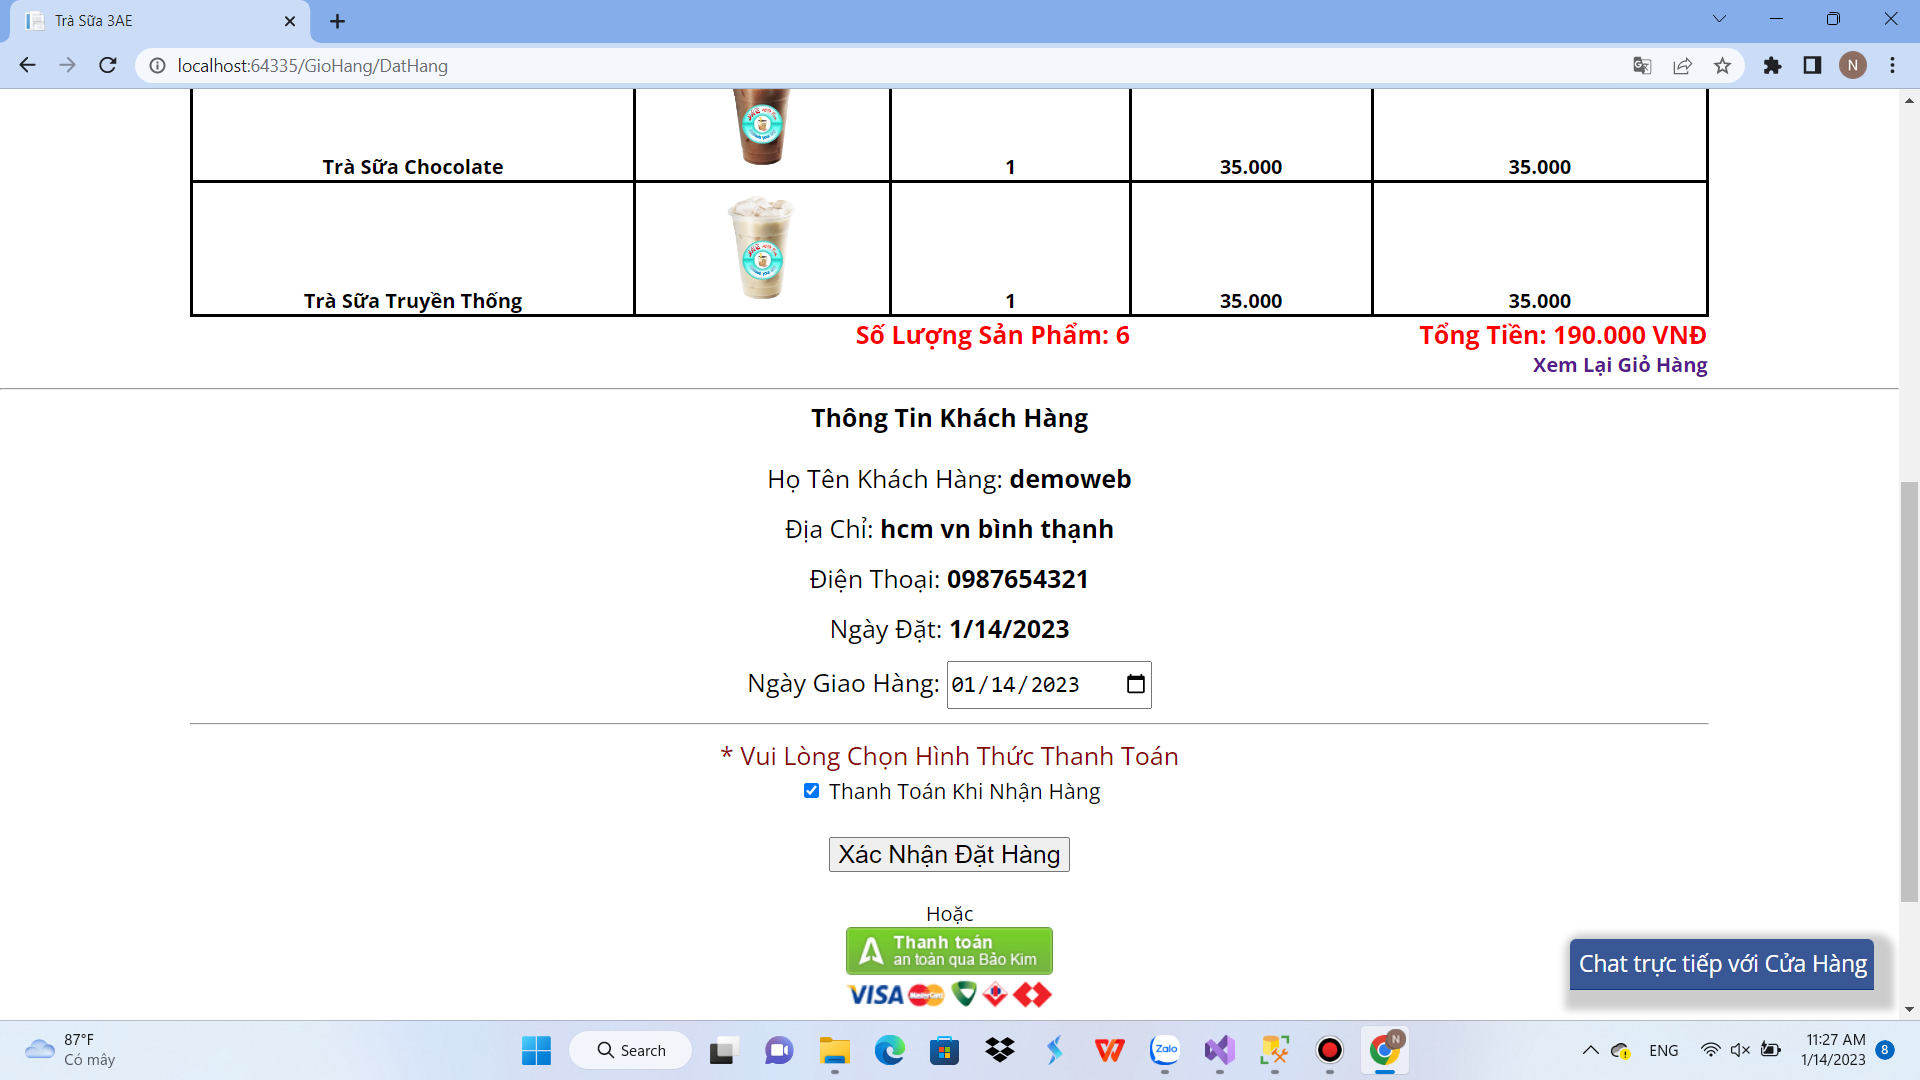 Trà Sữa 3AE
localhost:64335/GioHang/DatHang
N
Trà Sữa Chocolate 1 35.000 35.000
Trà Sữa Truyền Thống 1 35.000 35.000
Số Lượng Sản Phẩm: 6 Tổng Tiền: 190.000 VNĐ
Xem Lại Giỏ Hàng
Thông Tin Khách Hàng
Họ Tên Khách Hàng: demoweb
Địa Chỉ: hcm vn bình thạnh
Điện Thoại: 0987654321
Ngày Đặt: 1/14/2023
Ngày Giao Hàng: 01/14/2023
* Vui Lòng Chọn Hình Thức Thanh Toán
Thanh Toán Khi Nhận Hàng
Xác Nhận Đặt Hàng
Hoặc
Thanh toán
an toàn qua Bảo Kim
VISA MasterCard
Chat trực tiếp với Cửa Hàng
87°F
Có mây
Search
Zalo
N
ENG
11:27 AM
1/14/2023
8